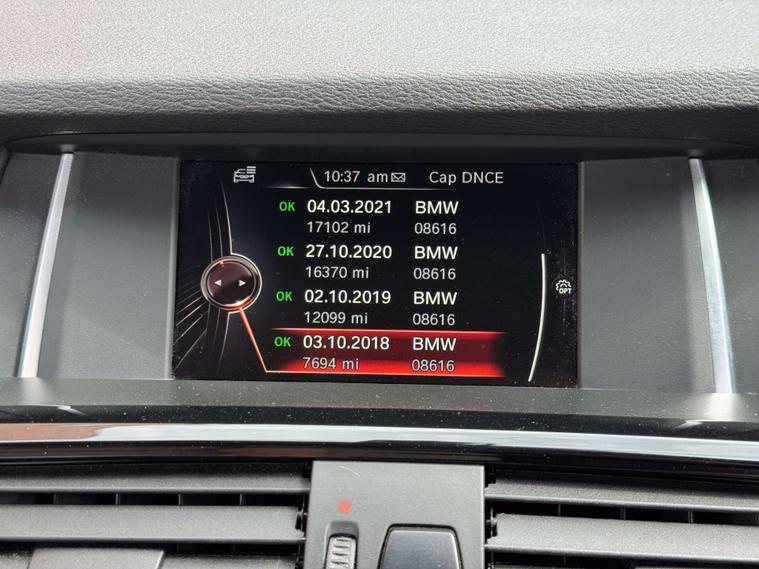 10:37 am Cap DNCE
OK 04.03.2021 BMW
17102 mi 08616
OK 27.10.2020 BMW
16370 mi 08616
OK 02.10.2019 BMW
12099 mi 08616
OPT
OK 03.10.2018 BMW
7694 mi 08616